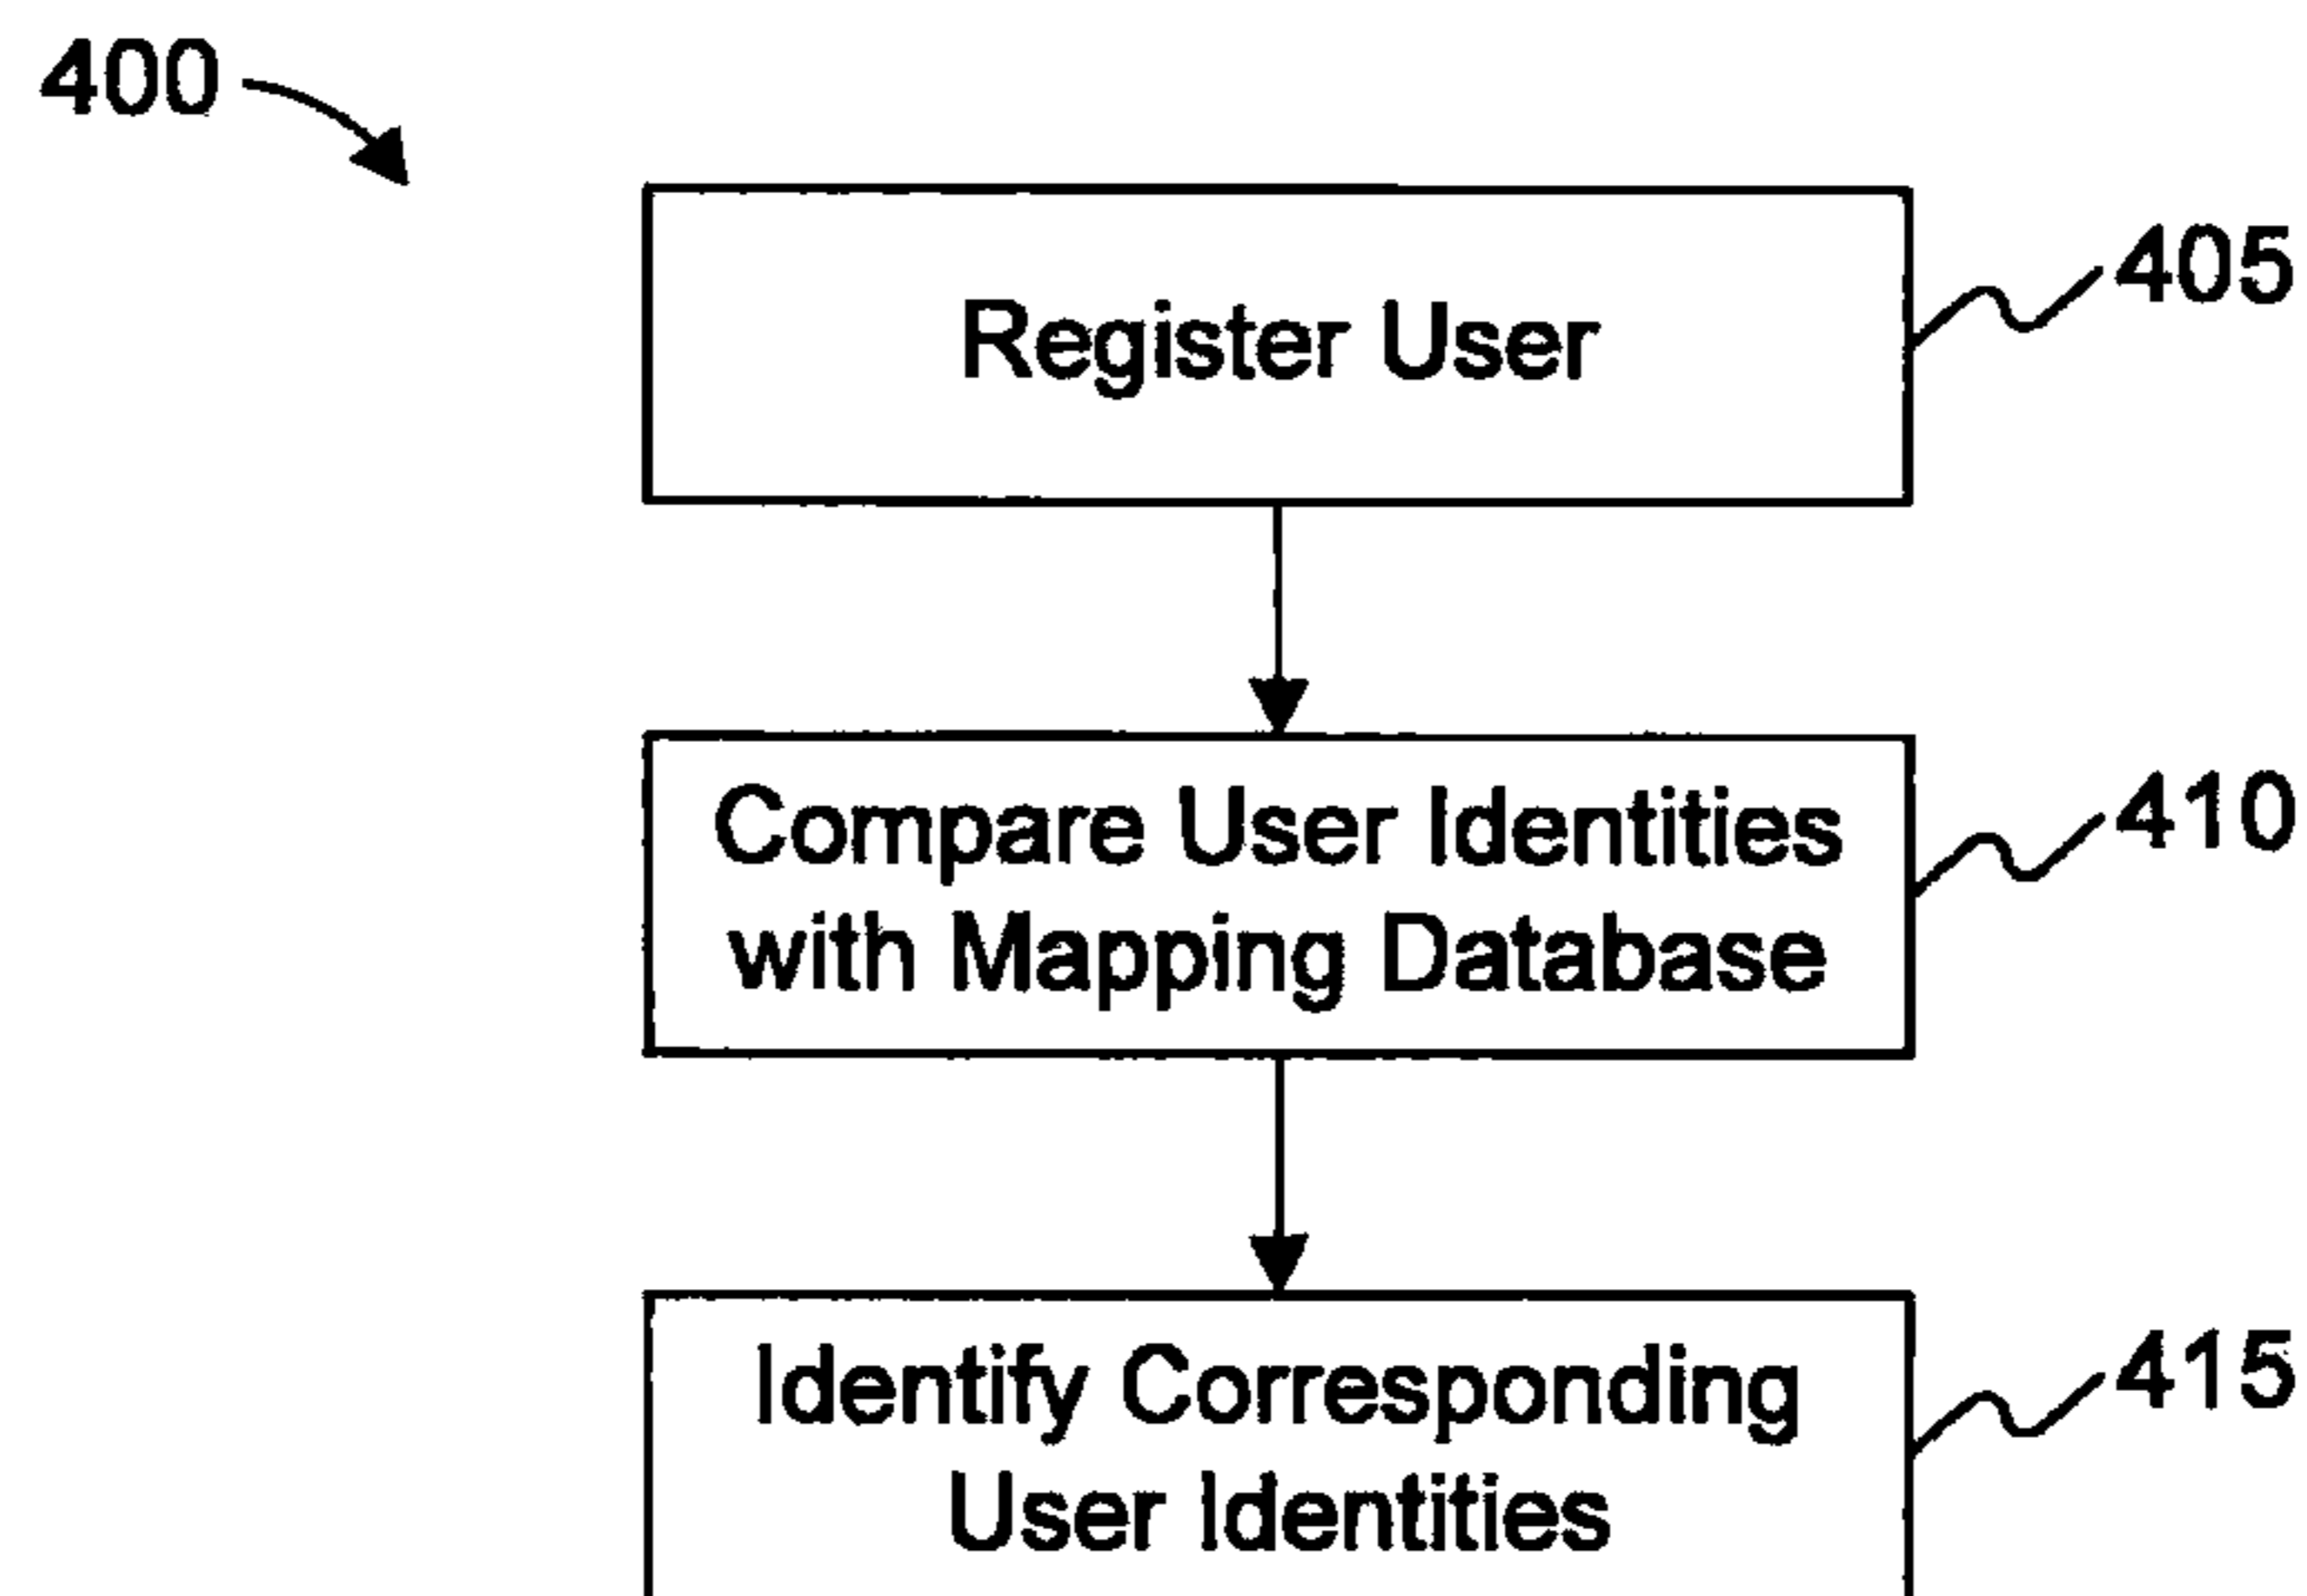 400
405
Register User
410
Compare User Identities
with Mapping Database
415
Identify Corresponding
User Identities